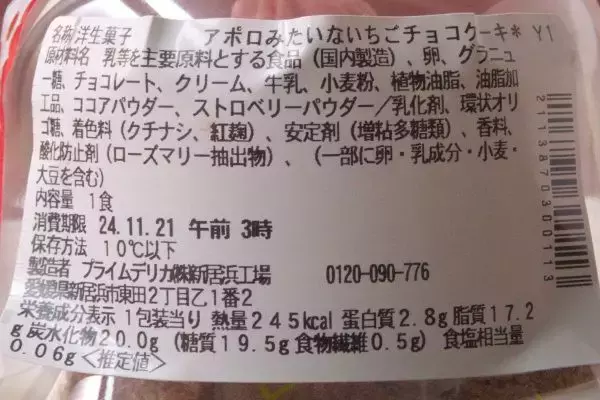 名称/洋生菓子 アポロみたいないちごチョコケーキ* Y1
原材料名 乳等を主要原料とする食品(国内製造)、卵、グラニュ
ー糖、チョコレート、クリーム、牛乳、小麦粉、植物油脂、油脂加
工品、ココアパウダー、ストロベリーパウダー/乳化剤、環状オリ
ゴ糖、着色料(クチナシ、紅麹)、安定剤(増粘多糖類)、香料、
酸化防止剤(ローズマリー抽出物)、(一部に卵・乳成分・小麦・
大豆を含む)
内容量 1食
消費期限 24.11.21 午前 3時
保存方法 10℃以下
製造者 プライムデリカ㈱新居浜工場 0120-090-776
愛媛県新居浜市東田2丁目乙1番2
栄養成分表示 1包装当り 熱量245kcal 蛋白質2.8g 脂質17.2
g 炭水化物20.0g (糖質19.5g 食物繊維0.5g) 食塩相当量
0.06g <推定値>
2113870300113